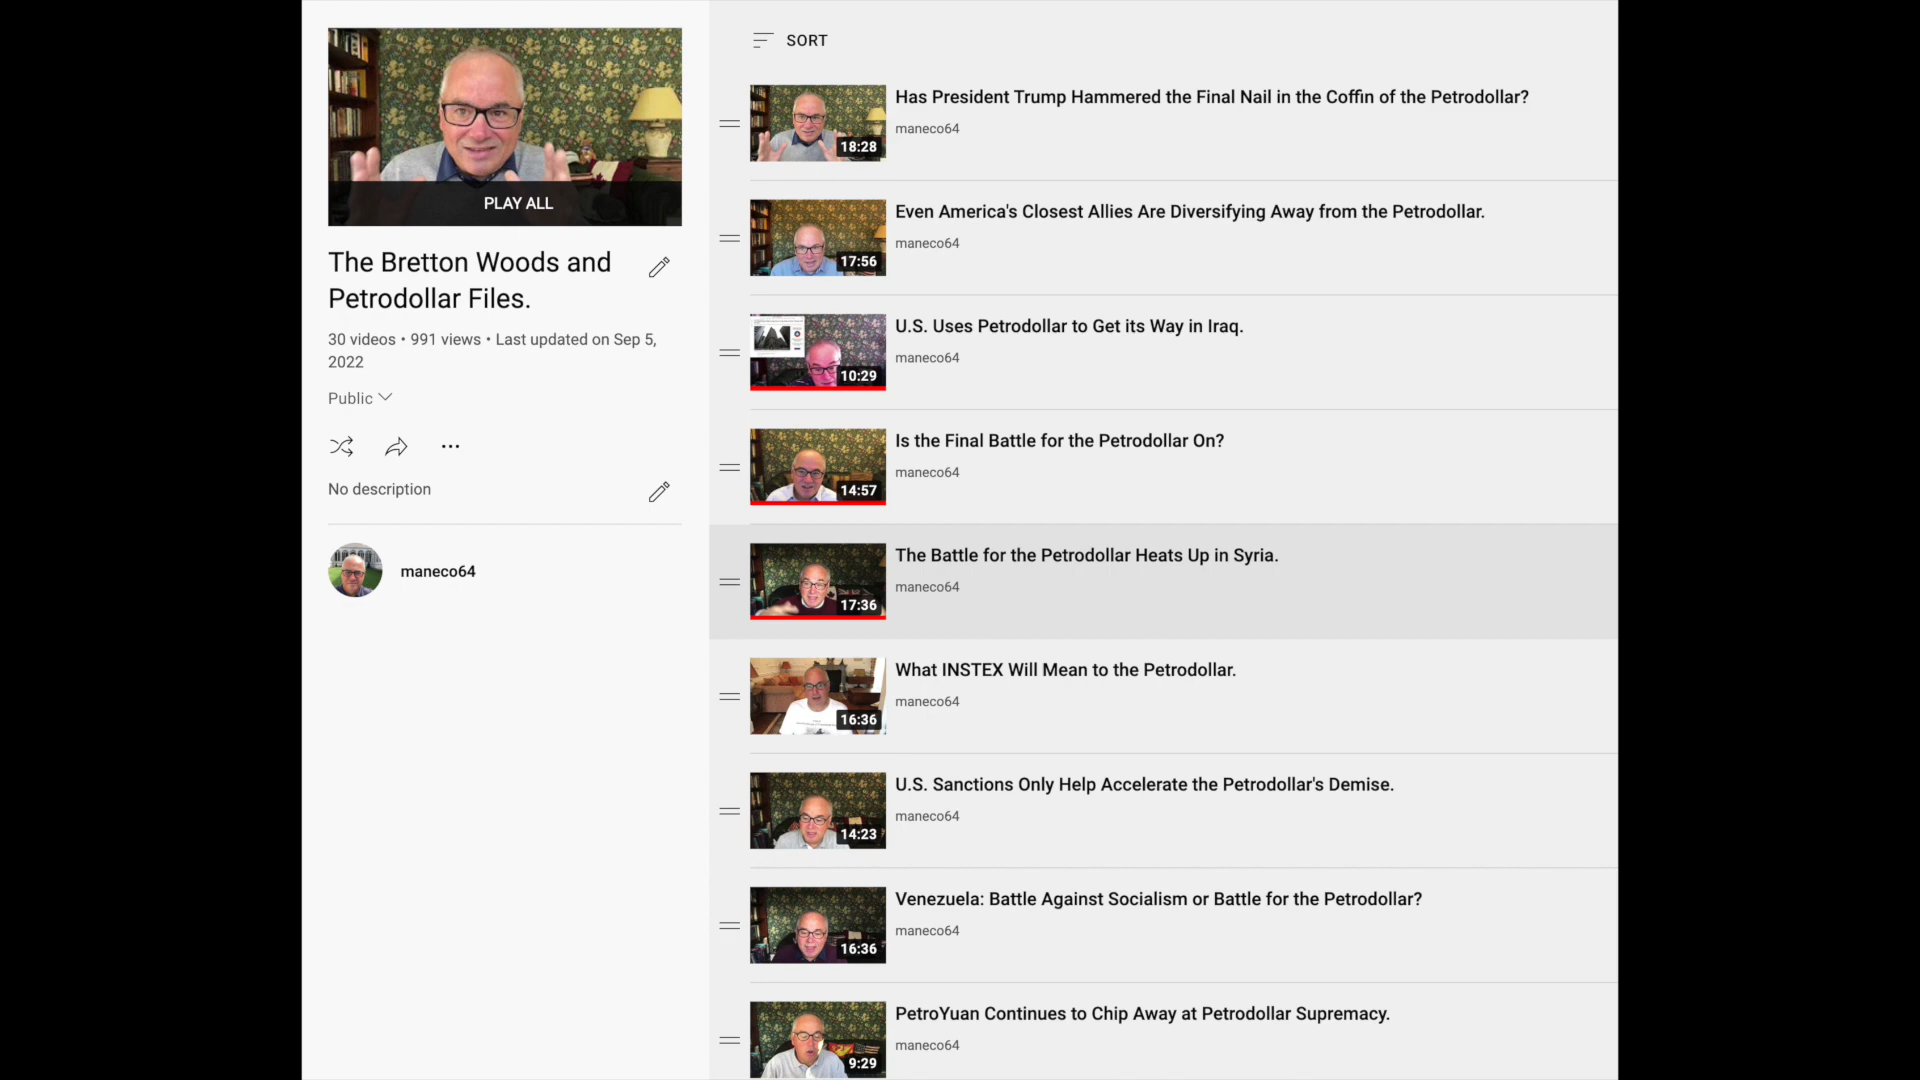 PLAY ALL
The Bretton Woods and
Petrodollar Files.
30 videos • 991 views • Last updated on Sep 5,
2022
Public
No description
maneco64
SORT
18:28
Has President Trump Hammered the Final Nail in the Coffin of the Petrodollar?
maneco64
17:56
Even America's Closest Allies Are Diversifying Away from the Petrodollar.
maneco64
10:29
U.S. Uses Petrodollar to Get its Way in Iraq.
maneco64
14:57
Is the Final Battle for the Petrodollar On?
maneco64
17:36
The Battle for the Petrodollar Heats Up in Syria.
maneco64
16:36
What INSTEX Will Mean to the Petrodollar.
maneco64
14:23
U.S. Sanctions Only Help Accelerate the Petrodollar's Demise.
maneco64
16:36
Venezuela: Battle Against Socialism or Battle for the Petrodollar?
maneco64
9:29
PetroYuan Continues to Chip Away at Petrodollar Supremacy.
maneco64